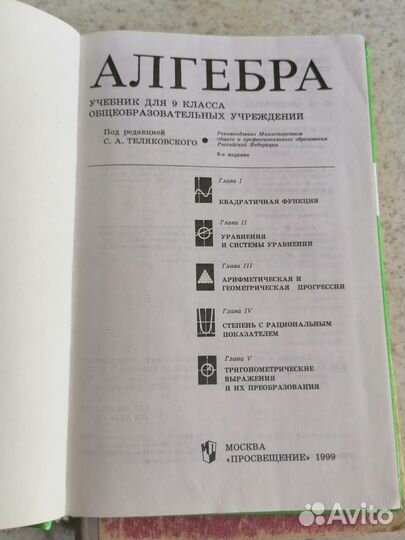 АЛГЕБРА
УЧЕБНИК ДЛЯ 9 КЛАССА
ОБЩЕОБРАЗОВАТЕЛЬНЫХ УЧРЕЖДЕНИЙ
Под редакцией
С. А. ТЕЛЯКОВСКОГО
Рекомендовано Министерством
общего и профессионального образования
Российской Федерации
6-е издание
Глава I
КВАДРАТИЧНАЯ ФУНКЦИЯ
Глава II
УРАВНЕНИЯ
И СИСТЕМЫ УРАВНЕНИЙ
Глава III
АРИФМЕТИЧЕСКАЯ И
ГЕОМЕТРИЧЕСКАЯ ПРОГРЕССИИ
Глава IV
СТЕПЕНЬ С РАЦИОНАЛЬНЫМ
ПОКАЗАТЕЛЕМ
Глава V
ТРИГОНОМЕТРИЧЕСКИЕ
ВЫРАЖЕНИЯ
И ИХ ПРЕОБРАЗОВАНИЯ
МОСКВА
«ПРОСВЕЩЕНИЕ» 1999
Avito